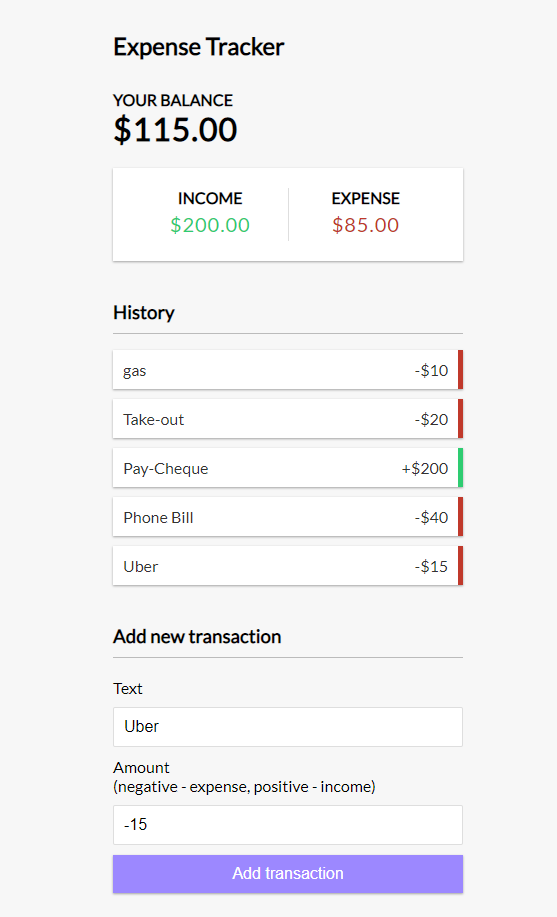 Expense Tracker
YOUR BALANCE
$115.00
INCOME
$200.00
EXPENSE
$85.00
History
gas -$10
Take-out -$20
Pay-Cheque +$200
Phone Bill -$40
Uber -$15
Add new transaction
Text
Uber
Amount
(negative - expense, positive - income)
-15
Add transaction